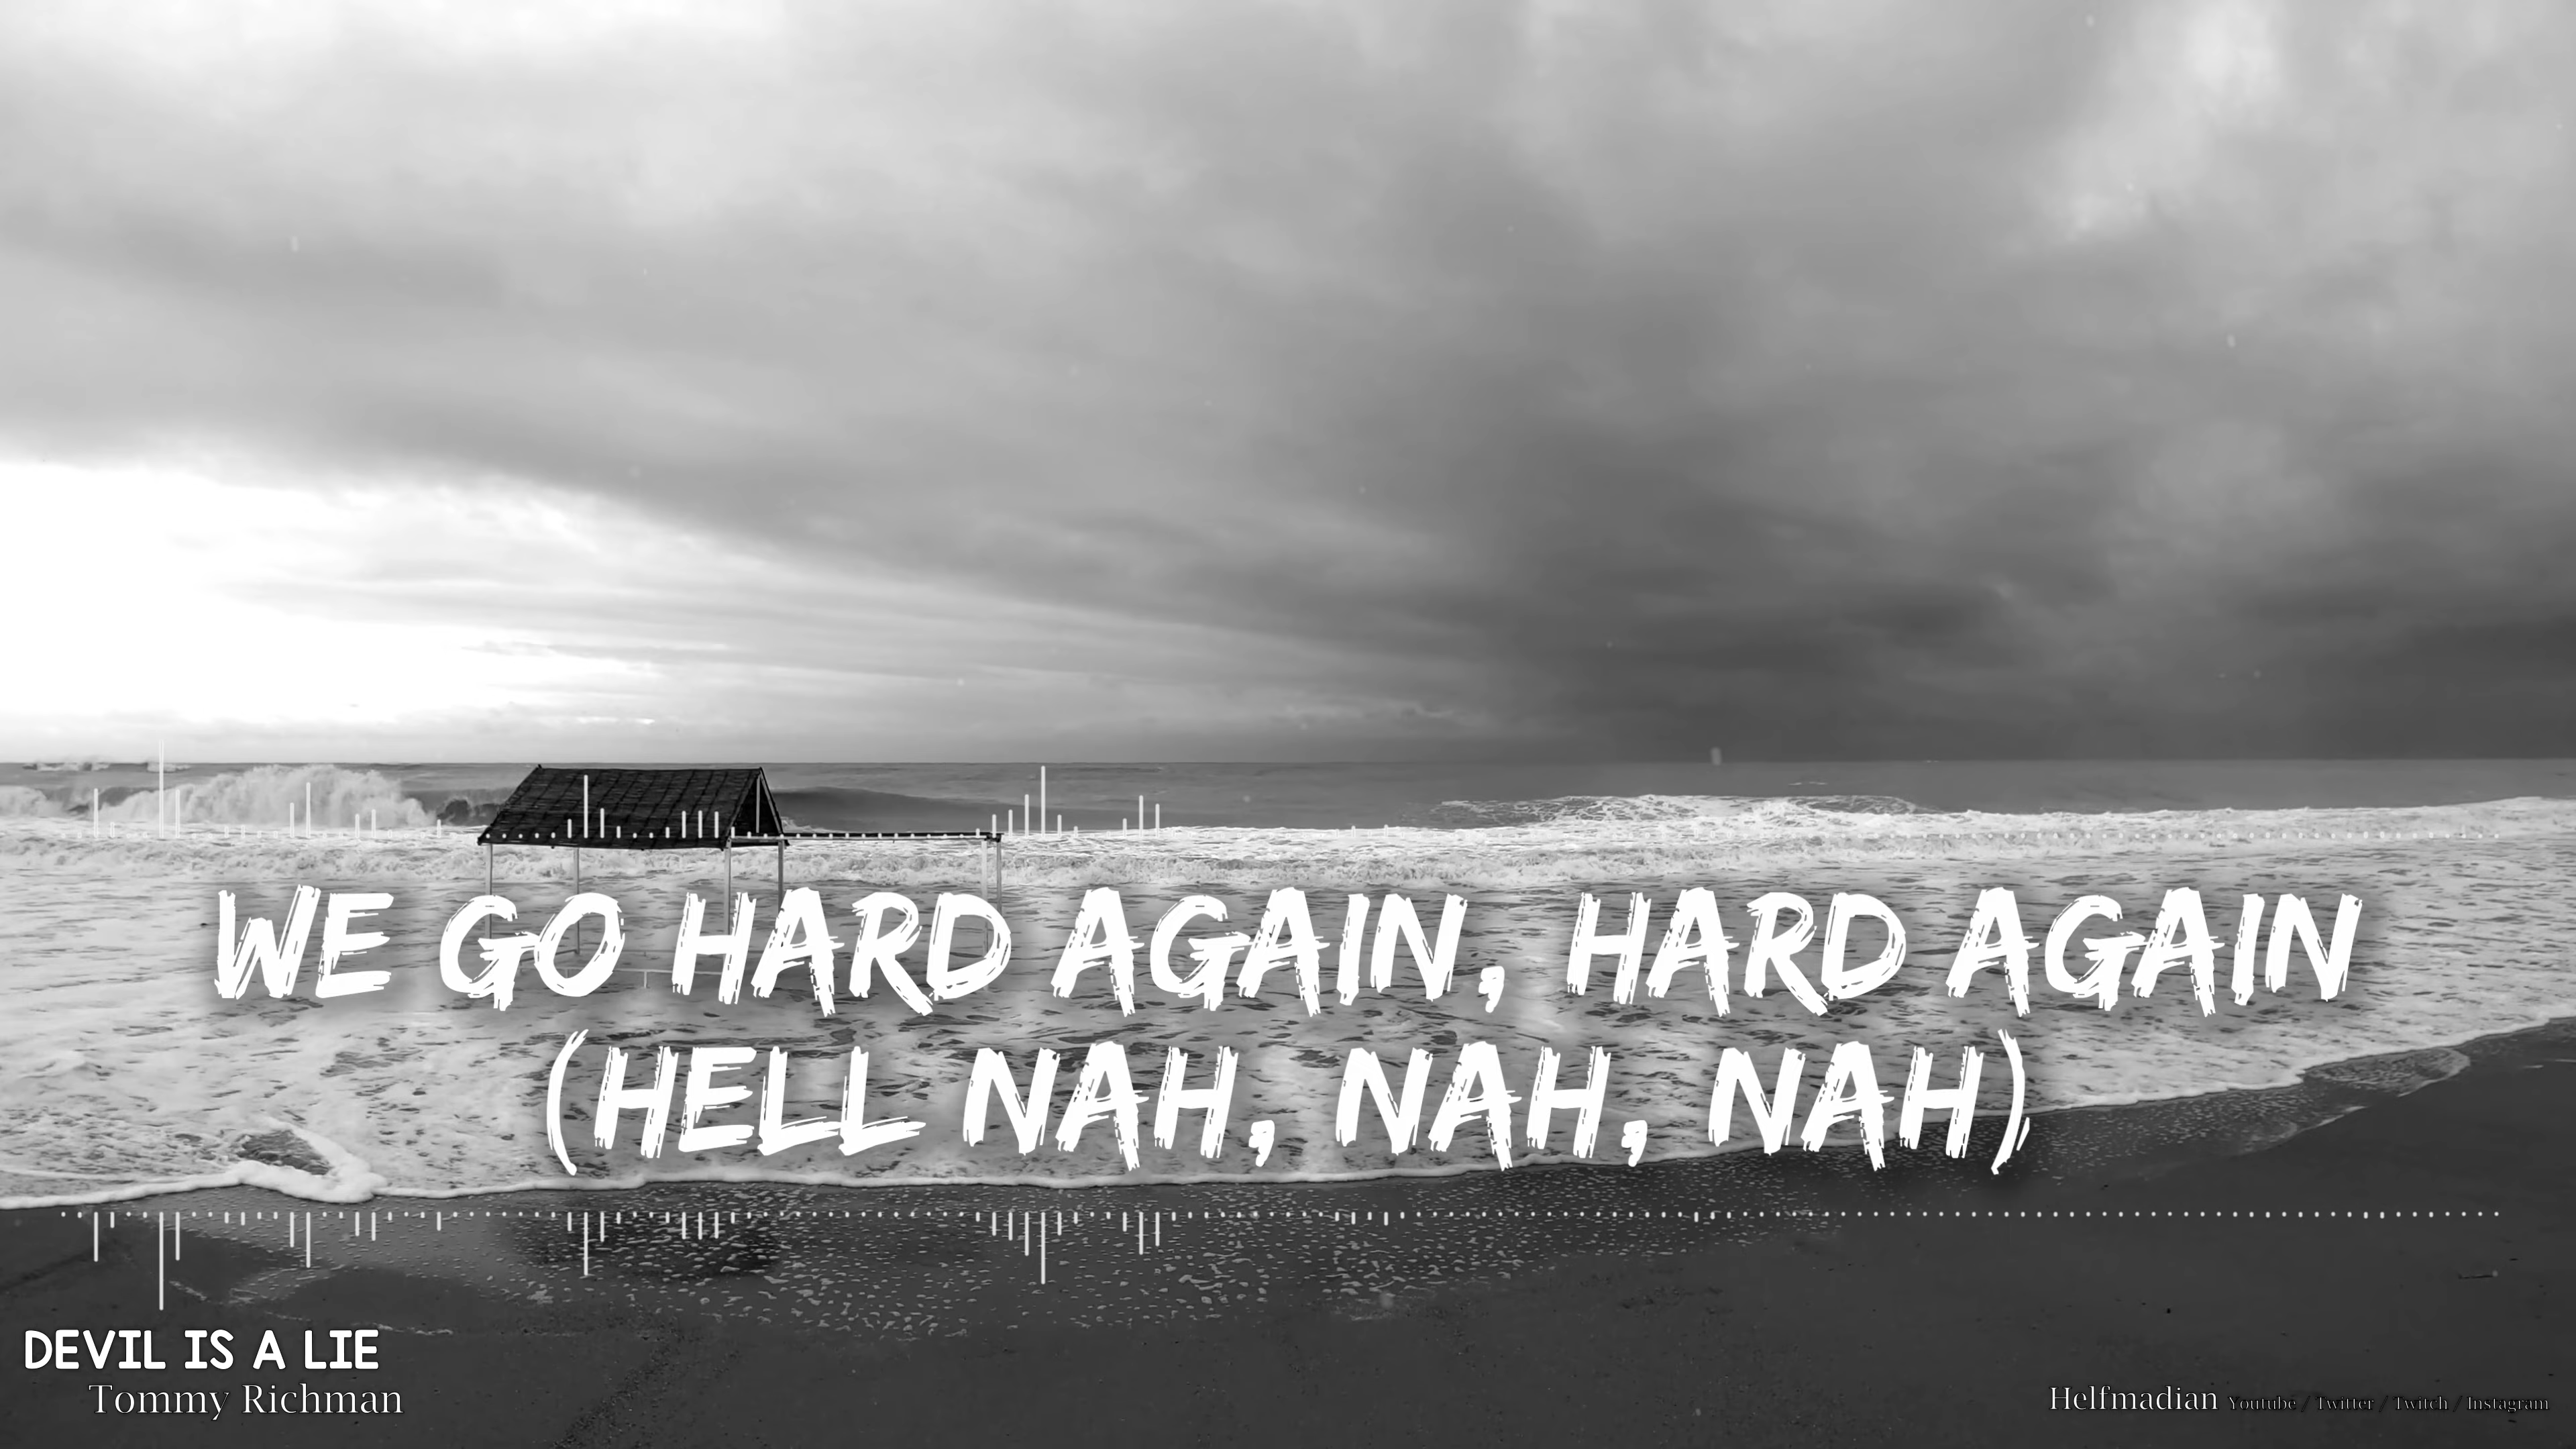 WE GO HARD AGAIN, HARD AGAIN
(HELL NAH, NAH, NAH)
DEVIL IS A LIE
Tommy Richman
Helfmadian Youtube / Twitter / Twitch / Instagram